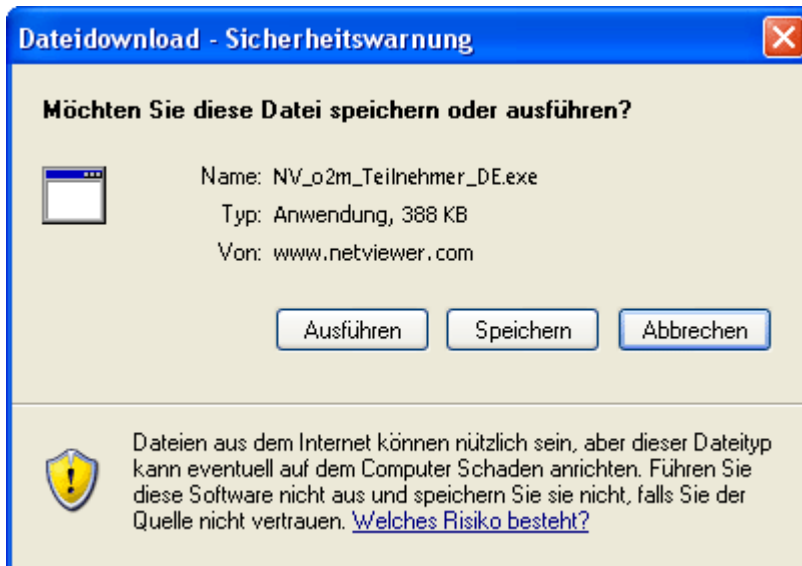 Dateidownload - Sicherheitswarnung
Möchten Sie diese Datei speichern oder ausführen?
Name: NV_o2m_Teilnehmer_DE.exe
Typ: Anwendung, 388 KB
Von: www.netviewer.com
Ausführen Speichern Abbrechen
Dateien aus dem Internet können nützlich sein, aber dieser Dateityp
kann eventuell auf dem Computer Schaden anrichten. Führen Sie
diese Software nicht aus und speichern Sie sie nicht, falls Sie der
Quelle nicht vertrauen. Welches Risiko besteht?